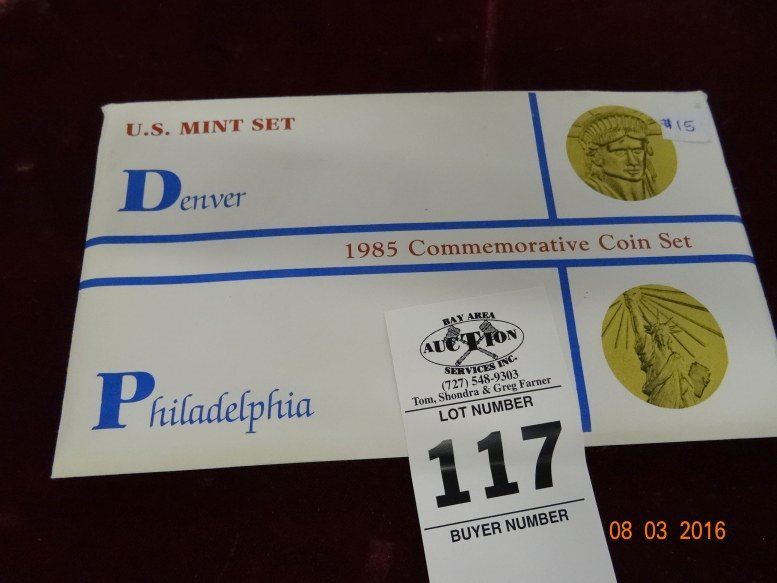 U.S. MINT SET
Denver
$15
1985 Commemorative Coin Set
Philadelphia
BAY AREA
AUCTION
SERVICES INC.
(727) 548-9303
Tom, Shondra & Greg Farner
LOT NUMBER
117
BUYER NUMBER
08 03 2016